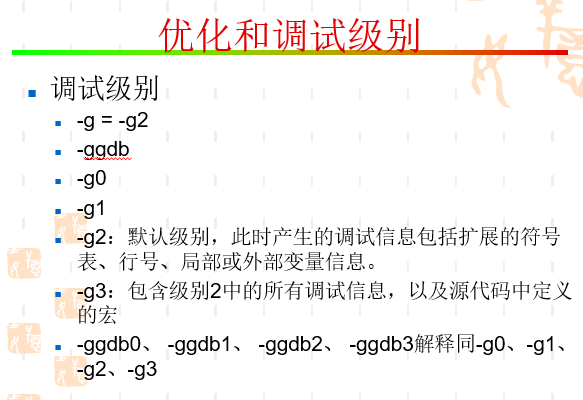 优化和调试级别
调试级别
-g = -g2
-ggdb
-g0
-g1
-g2：默认级别，此时产生的调试信息包括扩展的符号
表、行号、局部或外部变量信息。
-g3：包含级别2中的所有调试信息，以及源代码中定义
的宏
-ggdb0、 -ggdb1、 -ggdb2、 -ggdb3解释同-g0、-g1、
-g2、-g3